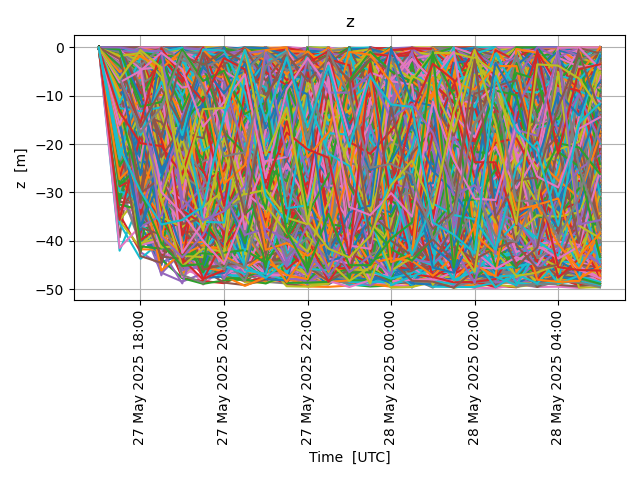 z
0
−10
−20
−30
−40
−50
z [m]
27 May 2025 18:00
27 May 2025 20:00
27 May 2025 22:00
28 May 2025 00:00
28 May 2025 02:00
28 May 2025 04:00
Time [UTC]